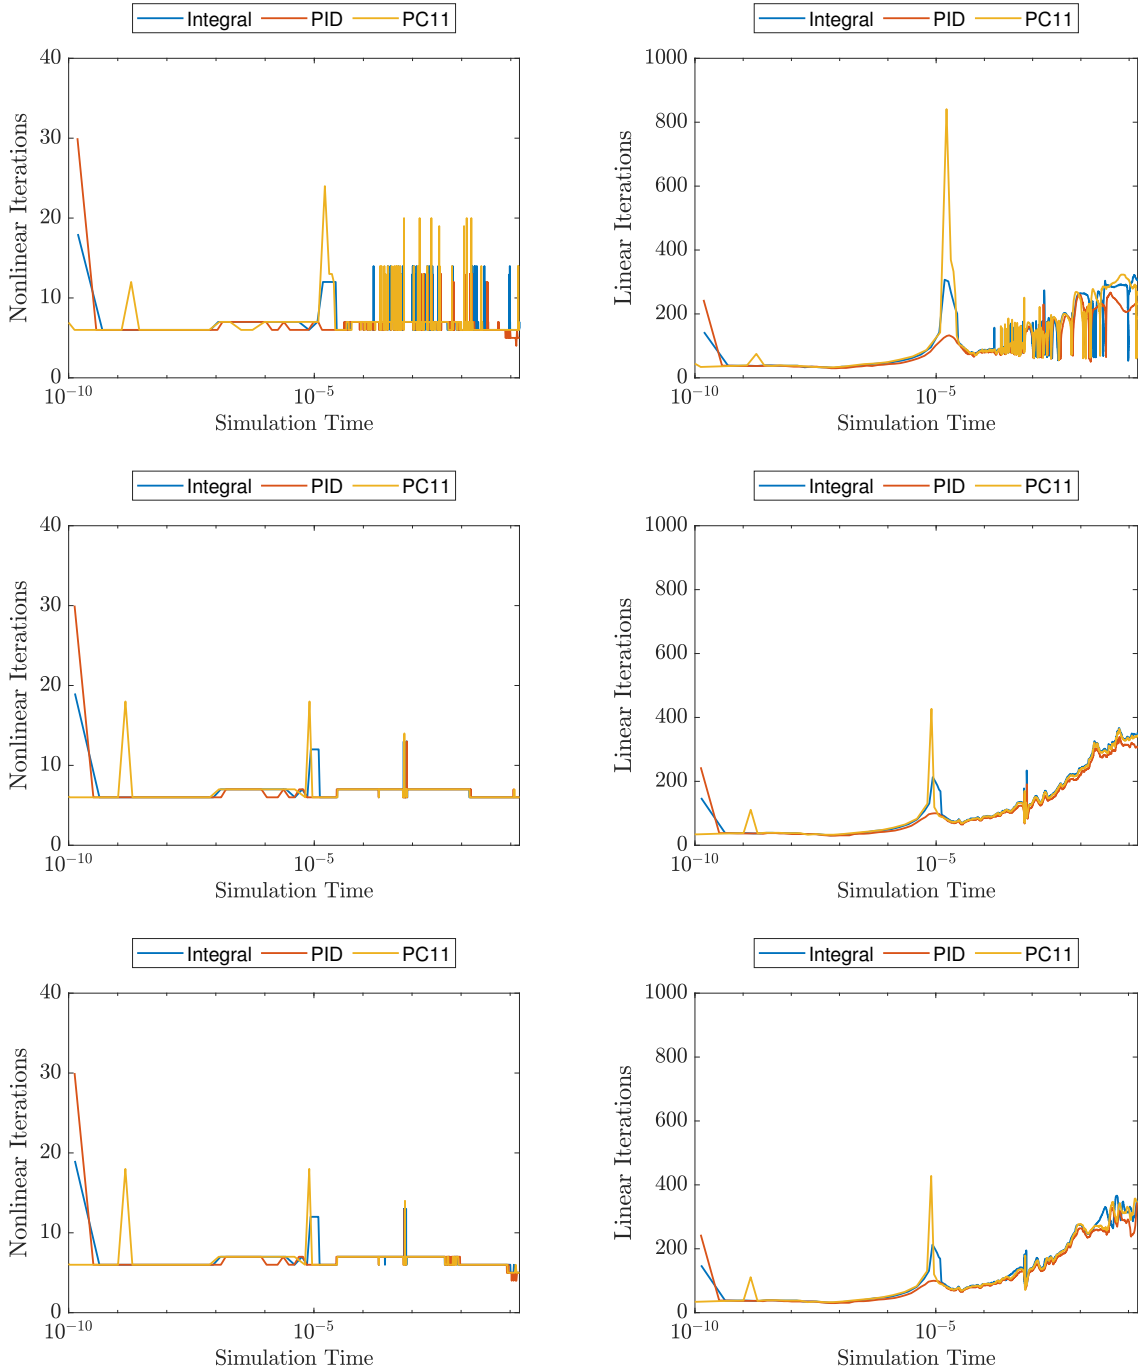 Integral PID PC11
Nonlinear Iterations
40
30
20
10
0
10⁻¹⁰
10⁻⁵
Simulation Time
Integral PID PC11
Linear Iterations
1000
800
600
400
200
0
10⁻¹⁰
10⁻⁵
Simulation Time
Integral PID PC11
Nonlinear Iterations
40
30
20
10
0
10⁻¹⁰
10⁻⁵
Simulation Time
Integral PID PC11
Linear Iterations
1000
800
600
400
200
0
10⁻¹⁰
10⁻⁵
Simulation Time
Integral PID PC11
Nonlinear Iterations
40
30
20
10
0
10⁻¹⁰
10⁻⁵
Simulation Time
Integral PID PC11
Linear Iterations
1000
800
600
400
200
0
10⁻¹⁰
10⁻⁵
Simulation Time